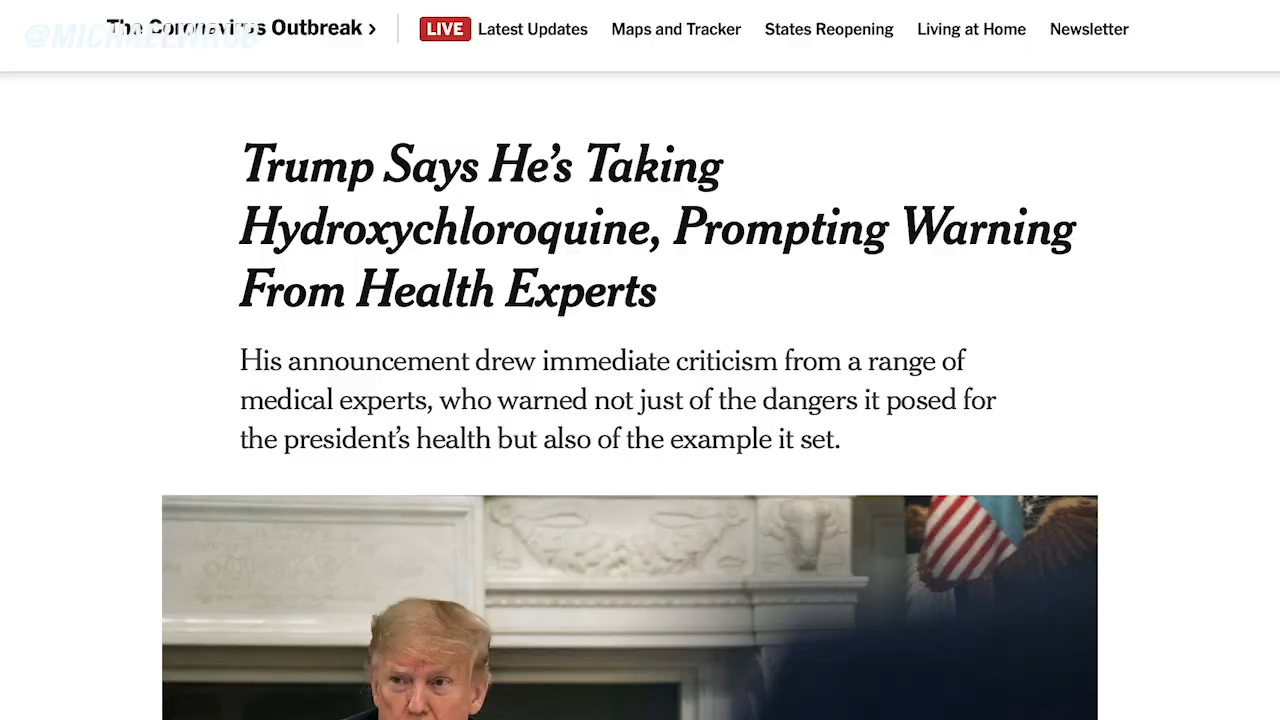 The Coronavirus Outbreak >
LIVE Latest Updates Maps and Tracker States Reopening Living at Home Newsletter
Trump Says He's Taking
Hydroxychloroquine, Prompting Warning
From Health Experts
His announcement drew immediate criticism from a range of
medical experts, who warned not just of the dangers it posed for
the president's health but also of the example it set.